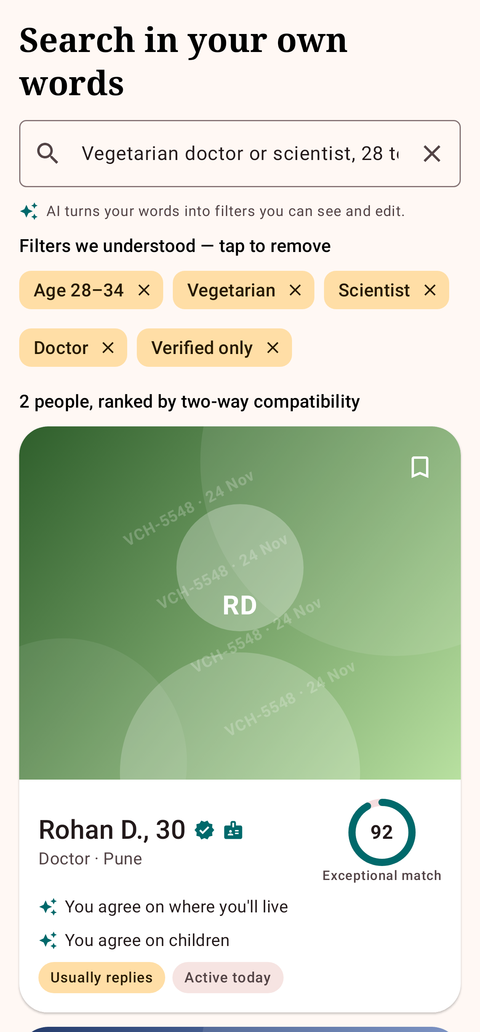 Search in your own
words
Vegetarian doctor or scientist, 28 t
AI turns your words into filters you can see and edit.
Filters we understood — tap to remove
Age 28–34
Vegetarian
Scientist
Doctor
Verified only
2 people, ranked by two-way compatibility
VCH-5548 · 24 Nov
VCH-5548 · 24 Nov
RD
VCH-5548 · 24 Nov
VCH-5548 · 24 Nov
Rohan D., 30
92
Doctor · Pune
Exceptional match
You agree on where you'll live
You agree on children
Usually replies
Active today